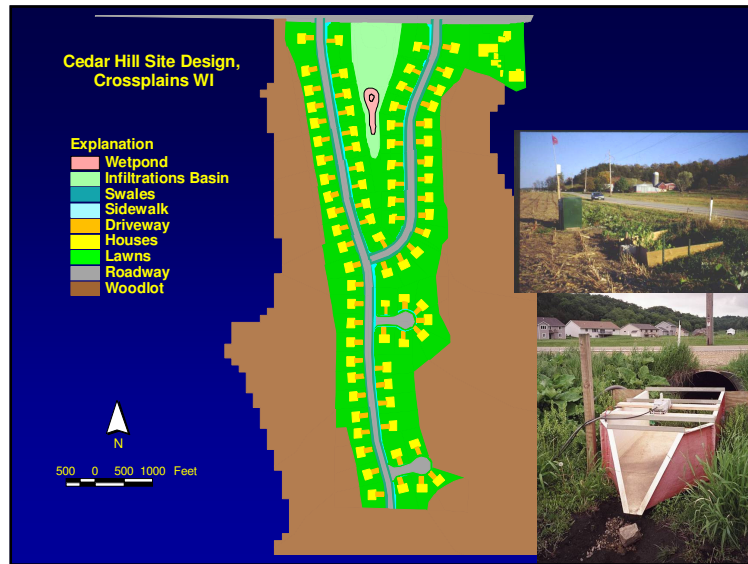 Cedar Hill Site Design,
Crossplains WI
Explanation
Wetpond
Infiltrations Basin
Swales
Sidewalk
Driveway
Houses
Lawns
Roadway
Woodlot
N
500 0 500 1000 Feet